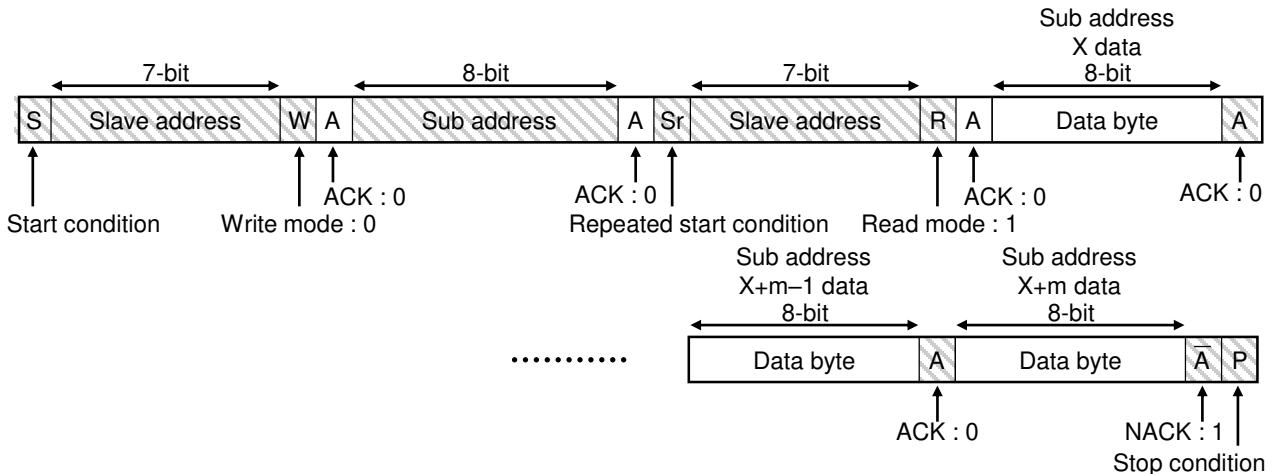 Sub address
X data
7-bit 8-bit 7-bit 8-bit
S Slave address W A Sub address A Sr Slave address R A Data byte A
ACK : 0 ACK : 0 ACK : 0 ACK : 0
Start condition Write mode : 0 Repeated start condition Read mode : 1
Sub address Sub address
X+m–1 data X+m data
8-bit 8-bit
Data byte A Data byte A̅ P
ACK : 0 NACK : 1
Stop condition